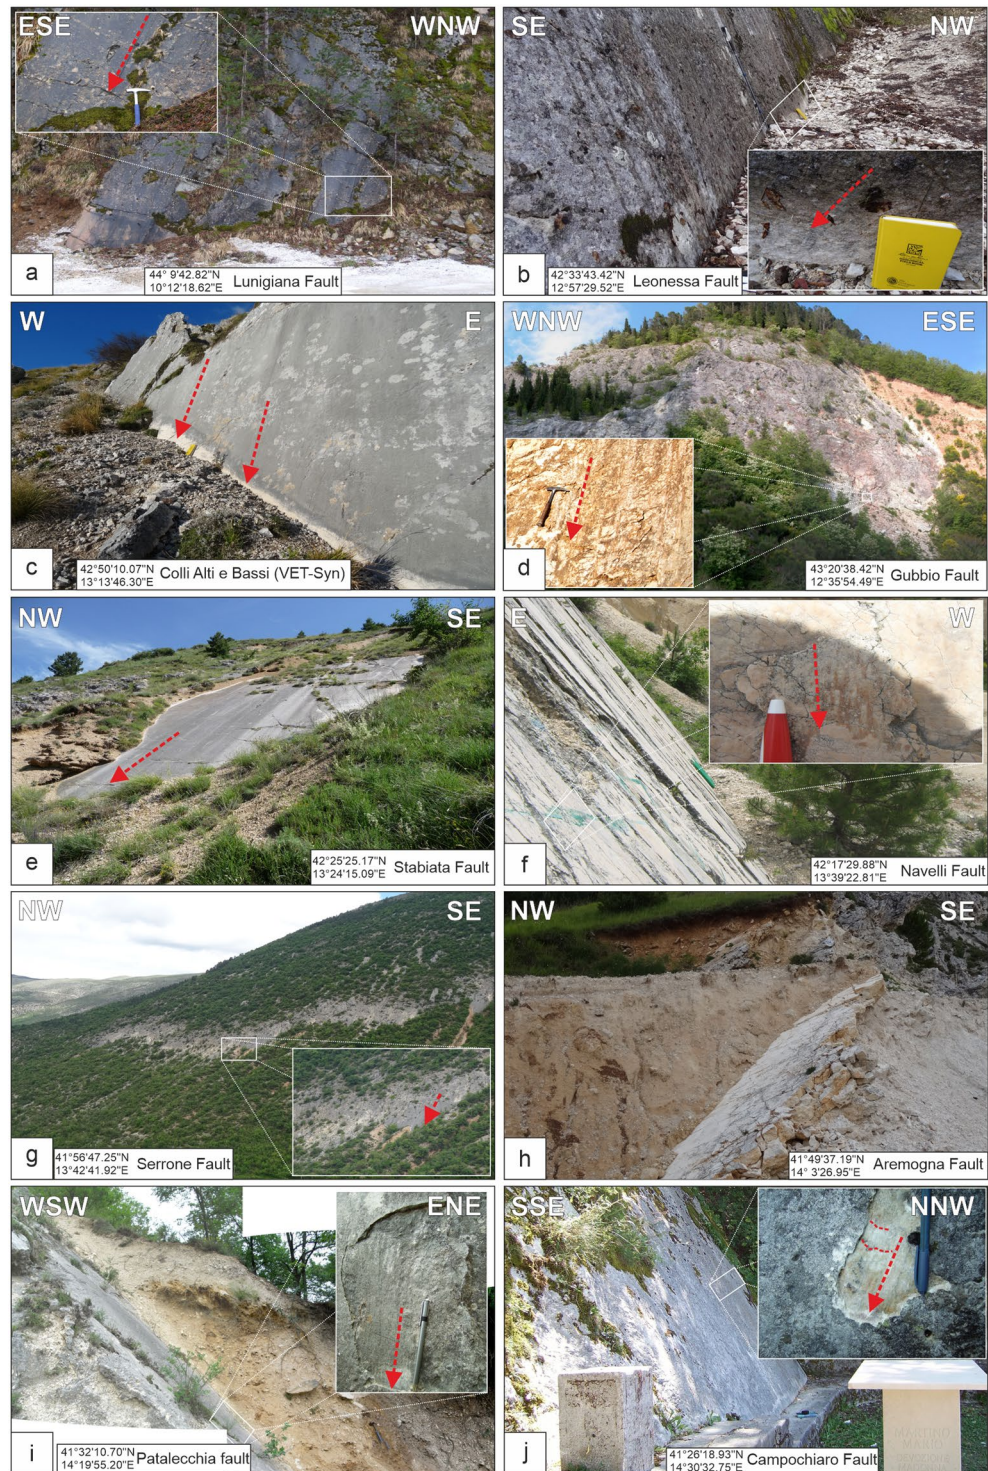 ESE WNW
a
44° 9'42.82"N
10°12'18.62"E
Lunigiana Fault
SE NW
b
42°33'43.42"N
12°57'29.52"E
Leonessa Fault
W E
c
42°50'10.07"N
13°13'46.30"E
Colli Alti e Bassi (VET-Syn)
WNW ESE
d
43°20'38.42"N
12°35'54.49"E
Gubbio Fault
NW SE
e
42°25'25.17"N
13°24'15.09"E
Stabiata Fault
E W
f
42°17'29.88"N
13°39'22.81"E
Navelli Fault
NW SE
g
41°56'47.25"N
13°42'41.92"E
Serrone Fault
NW SE
h
41°49'37.19"N
14° 3'26.95"E
Aremogna Fault
WSW ENE
i
41°32'10.70"N
14°19'55.20"E
Patalecchia fault
SSE NNW
j
41°26'18.93"N
14°30'32.75"E
Campochiaro Fault